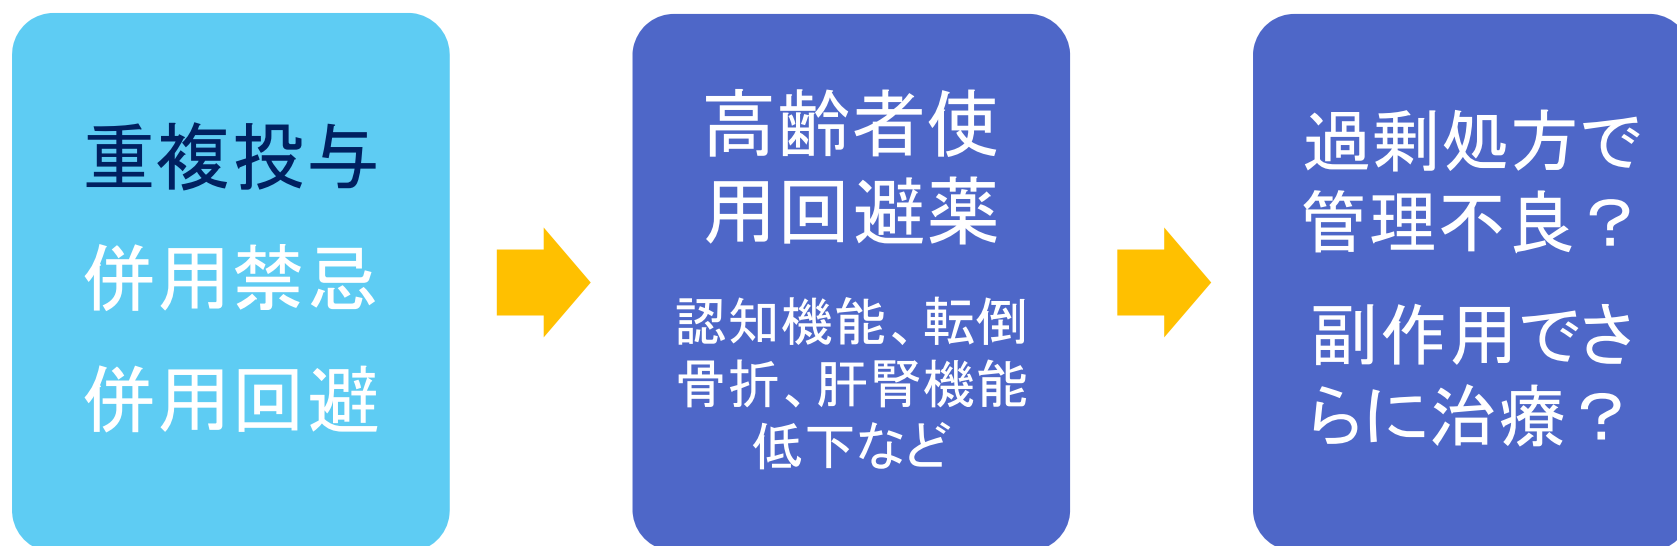 重複投与
併用禁忌
併用回避
高齢者使
用回避薬
認知機能、転倒
骨折、肝腎機能
低下など
過剰処方で
管理不良？
副作用でさ
らに治療？